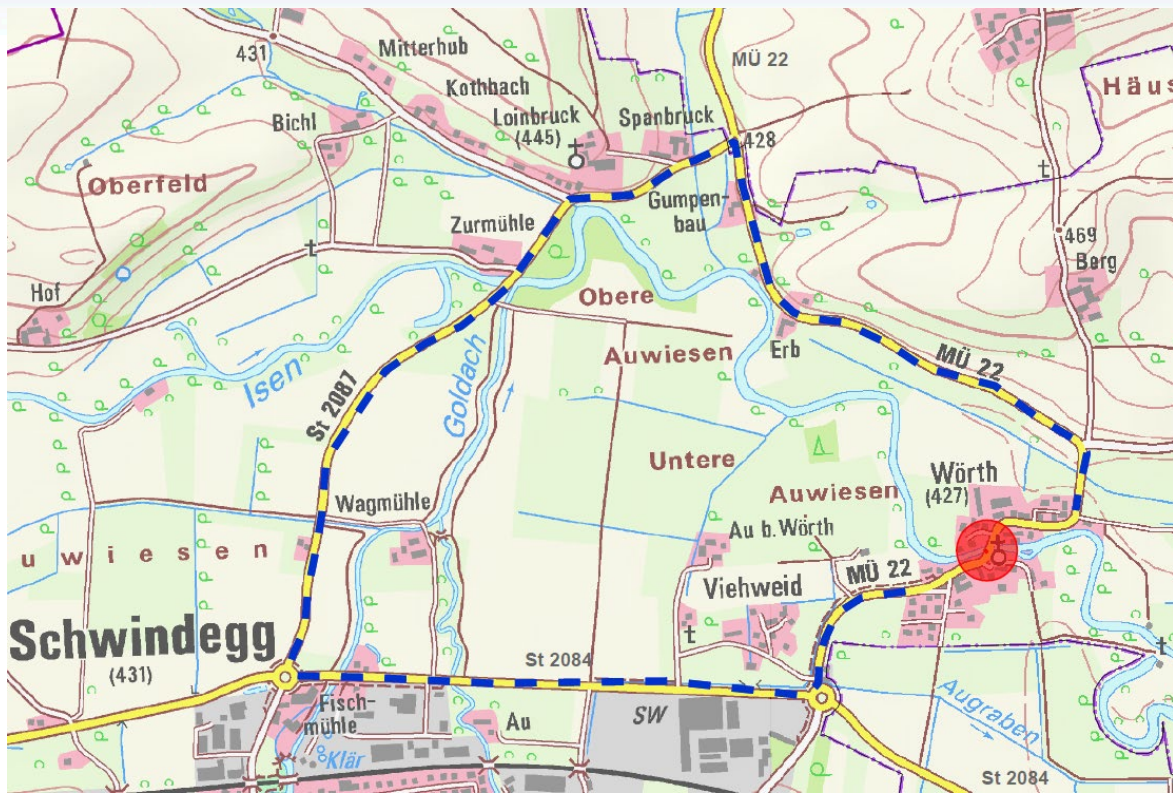 431
Mitterhub
MÜ 22
Kothbach
Loinbruck
(445)
Spanbruck
428
Häus
Bichl
Oberfeld
Gumpen-
bau
Zurmühle
469
Berg
Hof
Obere
Auwiesen
Erb
MÜ 22
Isen
St 2087
Goldach
Untere
Auwiesen
Wörth
(427)
Wagmühle
Au b. Wörth
uwiesen
Viehweid
MÜ 22
Schwindegg
(431)
St 2084
Fisch-
mühle
Au
SW
Augraben
Klär
St 2084